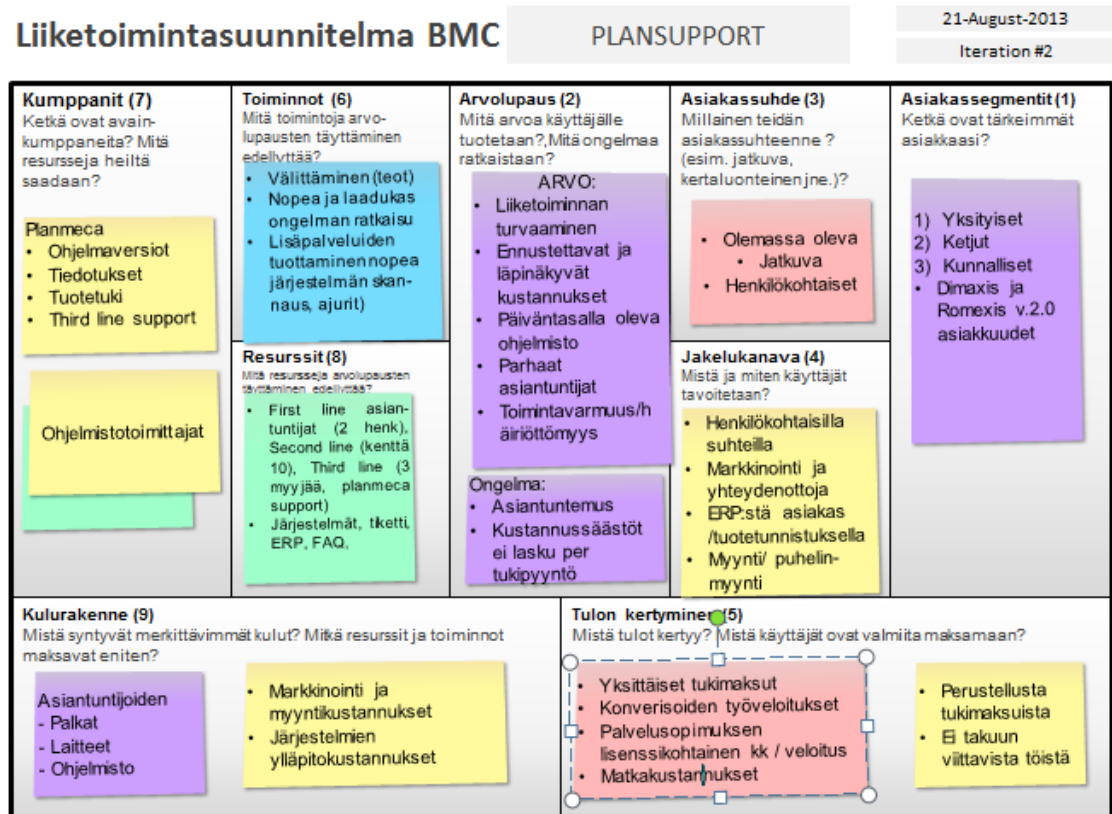 Liiketoimintasuunnitelma BMC
PLANSUPPORT
21-August-2013
Iteration #2
Kumppanit (7)
Ketkä ovat avain-
kumppaneita? Mitä
resursseja heiltä
saadaan?
Planmeca
• Ohjelmaversiot
• Tiedotukset
• Tuotetuki
• Third line support
Ohjelmistotoimittajat
Toiminnot (6)
Mitä toimintoja arvo-
lupausten täyttäminen
edellyttää?
• Välittäminen (teot)
• Nopea ja laadukas
ongelman ratkaisu
• Lisäpalveluiden
tuottaminen nopea
järjestelmän skan-
naus, ajurit)
Resurssit (8)
Mitä resursseja arvolupausten
täyttäminen edellyttää?
• First line asian-
tuntijat (2 henk),
Second line (kenttä
10), Third line (3
myyjää, planmeca
support)
• Järjestelmät, tiketti,
ERP, FAQ,
Arvolupaus (2)
Mitä arvoa käyttäjälle
tuotetaan?,Mitä ongelmaa
ratkaistaan?
ARVO:
• Liiketoiminnan
turvaaminen
• Ennustettavat ja
läpinäkyvät
kustannukset
• Päiväntasalla oleva
ohjelmisto
• Parhaat
asiantuntijat
• Toimintavarmuus/h
äiriöttömyys
Ongelma:
• Asiantuntemus
• Kustannussäästöt
ei lasku per
tukipyyntö
Asiakassuhde (3)
Millainen teidän
asiakassuhteenne ?
(esim. jatkuva,
kertaluonteinen jne.)?
• Olemassa oleva
• Jatkuva
• Henkilökohtaiset
Jakelukanava (4)
Mistä ja miten käyttäjät
tavoitetaan?
• Henkilökohtaisilla
suhteilla
• Markkinointi ja
yhteydenottoja
• ERP:stä asiakas
/tuotetunnistuksella
• Myynti/ puhelin-
myynti
Asiakassegmentit (1)
Ketkä ovat tärkeimmät
asiakkaasi?
1) Yksityiset
2) Ketjut
3) Kunnalliset
• Dimaxis ja
Romexis v.2.0
asiakkuudet
Kulurakenne (9)
Mistä syntyvät merkittävimmät kulut? Mitkä resurssit ja toiminnot
maksavat eniten?
Asiantuntijoiden
- Palkat
- Laitteet
- Ohjelmisto
• Markkinointi ja
myyntikustannukset
• Järjestelmien
ylläpitokustannukset
Tulon kertyminen (5)
Mistä tulot kertyy? Mistä käyttäjät ovat valmiita maksamaan?
• Yksittäiset tukimaksut
• Konverisoiden työveloitukset
• Palvelusopimuksen
lisenssikohtainen kk / veloitus
• Matkakustannukset
• Perustellusta
tukimaksuista
• Ei takuun
viittavista töistä